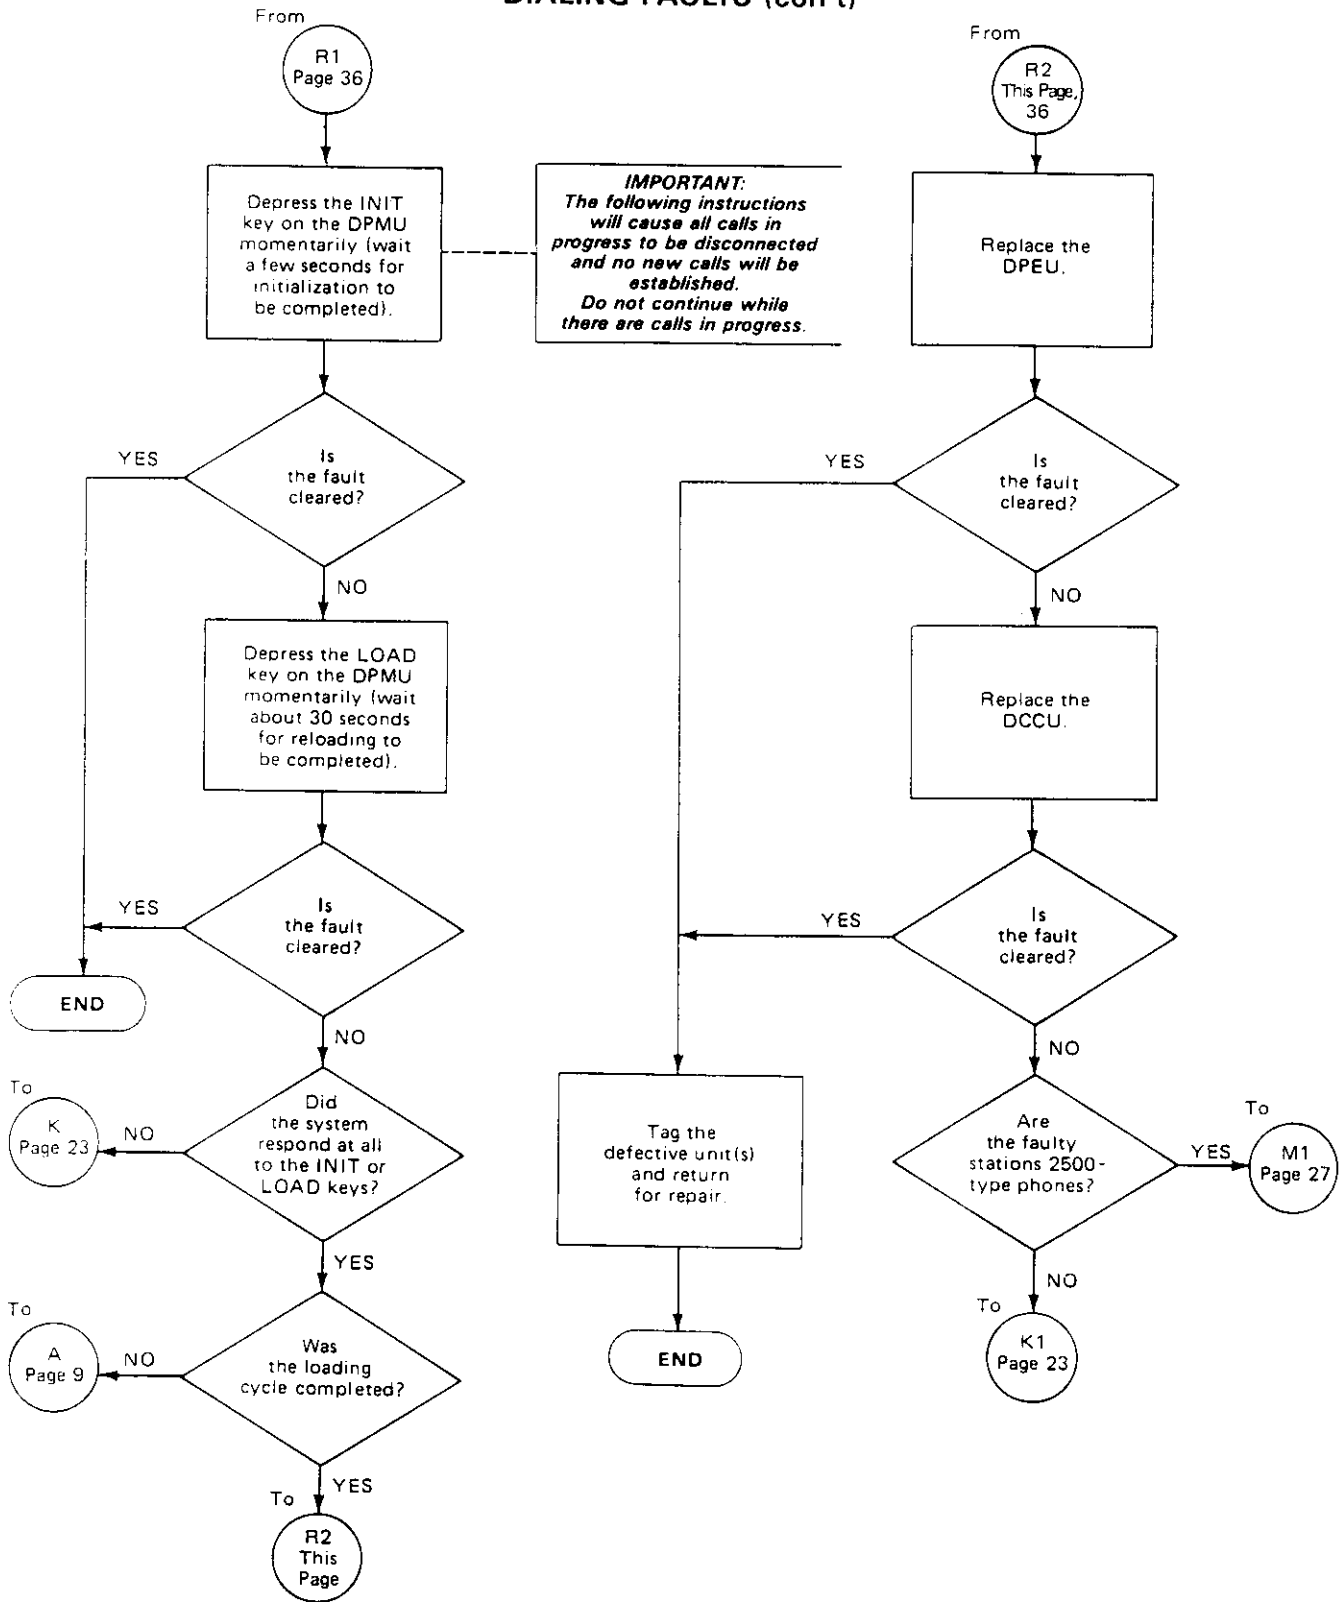 DIALING FAULTS (con't)
From
R1
Page 36
Depress the INIT
key on the DPMU
momentarily (wait
a few seconds for
initialization to
be completed).
IMPORTANT:
The following instructions
will cause all calls in
progress to be disconnected
and no new calls will be
established.
Do not continue while
there are calls in progress.
Is
the fault
cleared?
YES
NO
Depress the LOAD
key on the DPMU
momentarily (wait
about 30 seconds
for reloading to
be completed).
Is
the fault
cleared?
YES
END
NO
Did
the system
respond at all
to the INIT or
LOAD keys?
NO
To
K
Page 23
YES
Was
the loading
cycle completed?
NO
To
A
Page 9
YES
To
R2
This
Page
From
R2
This Page,
36
Replace the
DPEU.
Is
the fault
cleared?
YES
NO
Replace the
DCCU.
Is
the fault
cleared?
YES
NO
Tag the
defective unit(s)
and return
for repair.
END
Are
the faulty
stations 2500-
type phones?
YES
To
M1
Page 27
NO
To
K1
Page 23